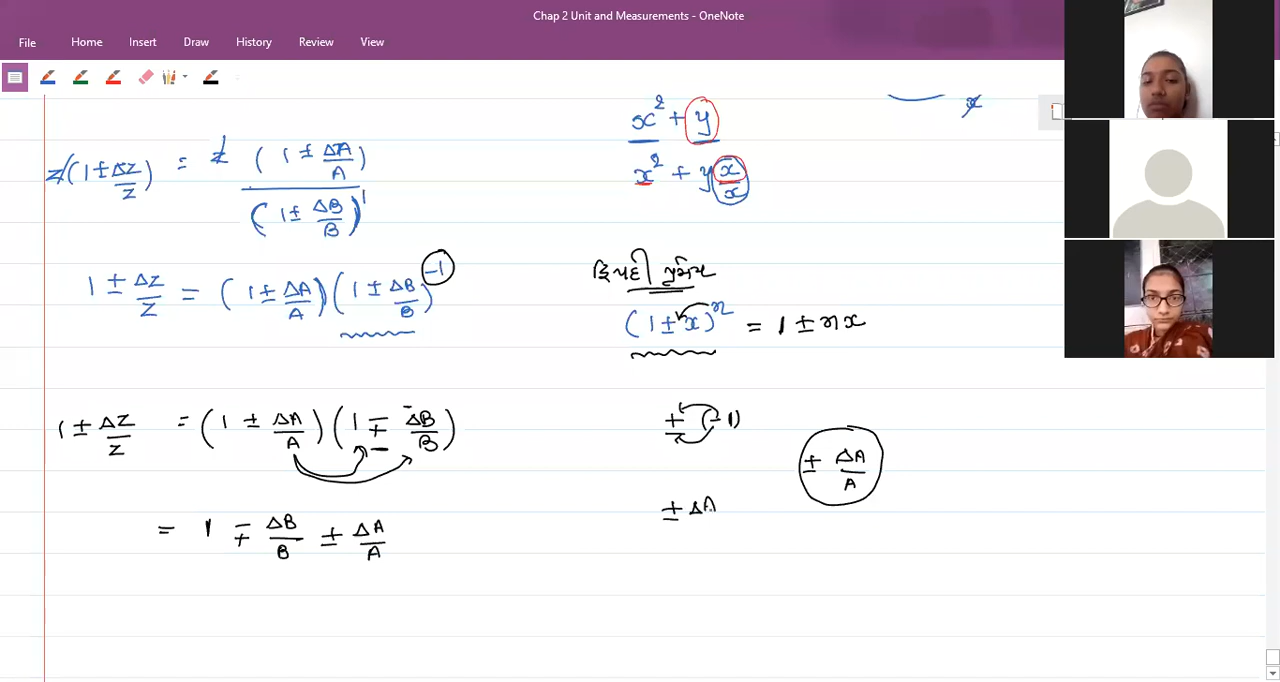 Chap 2 Unit and Measurements - OneNote
File Home Insert Draw History Review View
x² + y
x² + y x/x
x
z(1 ± ΔZ/Z) = z (1 ± ΔA/A) / (1 ± ΔB/B)¹
1 ± ΔZ/Z = (1 ± ΔA/A)(1 ± ΔB/B)⁻¹
(1 ± x)ⁿ = 1 ± nx
1 ± ΔZ/Z = (1 ± ΔA/A)(1 ∓ ΔB/B)
± (-1)
± ΔA/A
= 1 ∓ ΔB/B ± ΔA/A
± ΔA